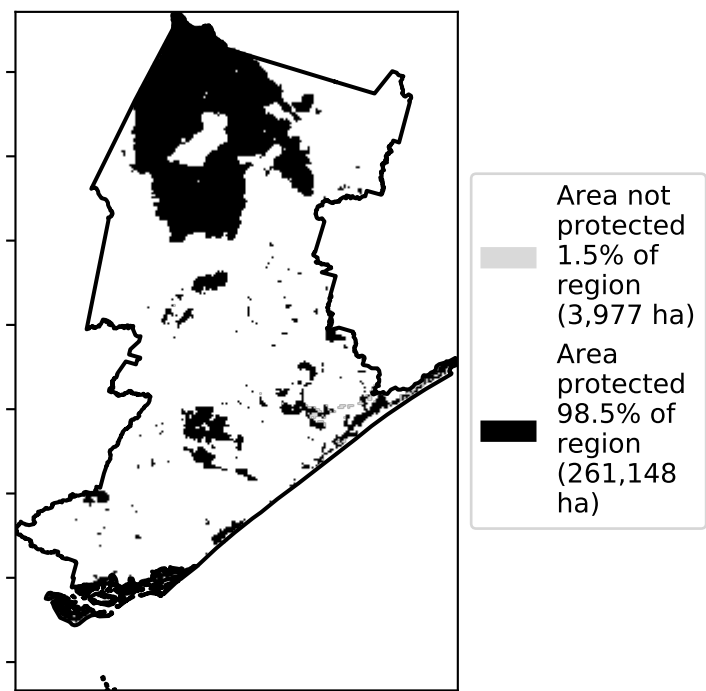 Area not
protected
1.5% of
region
(3,977 ha)
Area
protected
98.5% of
region
(261,148
ha)